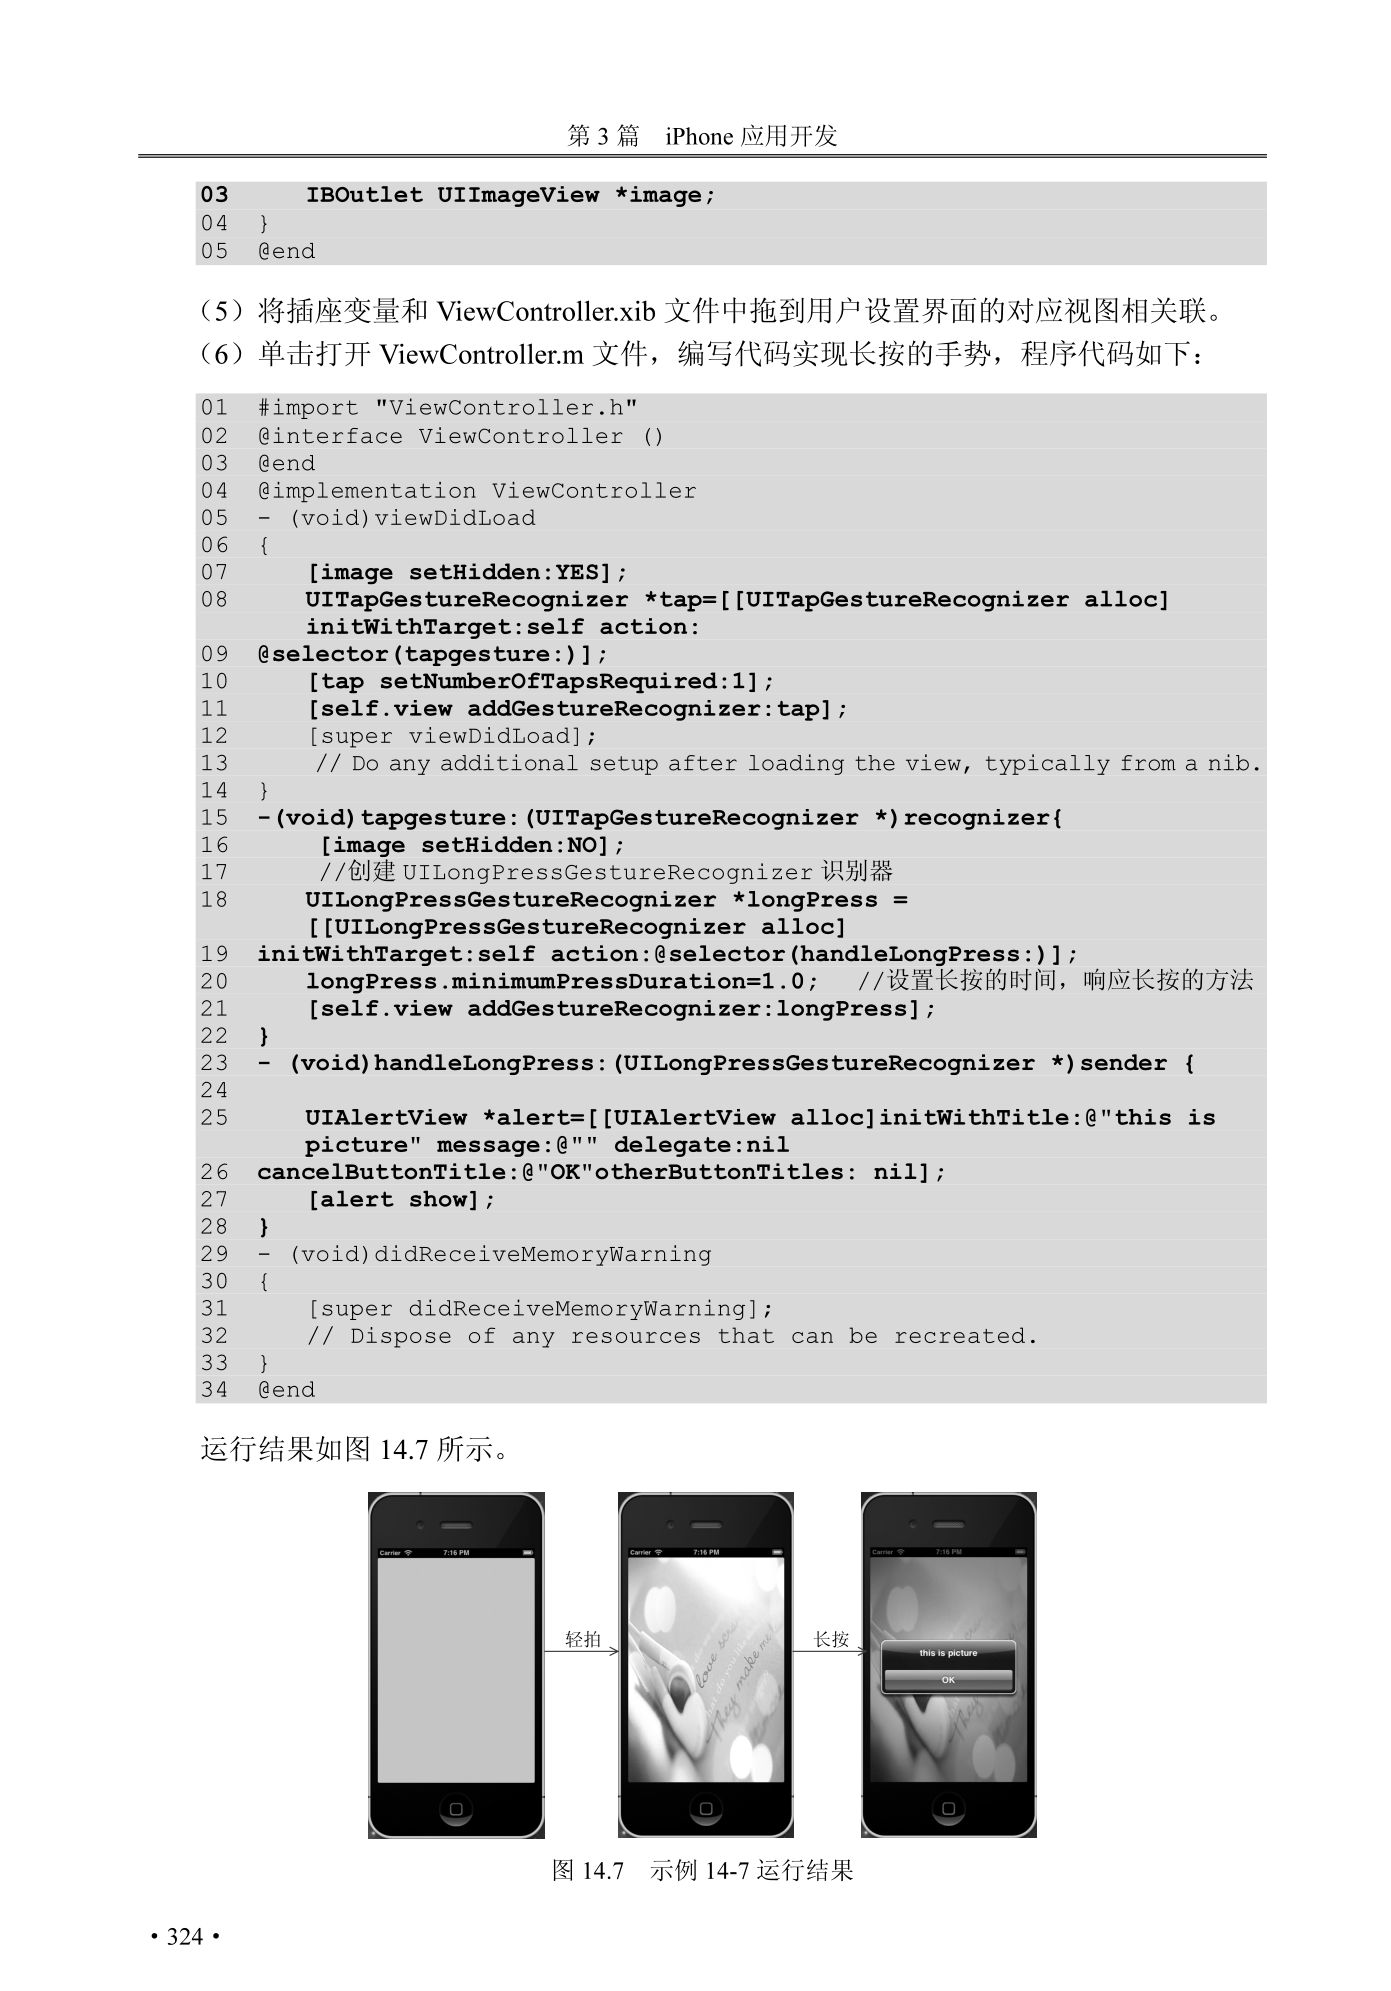 第 3 篇 iPhone 应用开发
03 IBOutlet UIImageView *image;
04 }
05 @end
（5）将插座变量和 ViewController.xib 文件中拖到用户设置界面的对应视图相关联。
（6）单击打开 ViewController.m 文件，编写代码实现长按的手势，程序代码如下：
01 #import "ViewController.h"
02 @interface ViewController ()
03 @end
04 @implementation ViewController
05 - (void)viewDidLoad
06 {
07 [image setHidden:YES];
08 UITapGestureRecognizer *tap=[[UITapGestureRecognizer alloc]
initWithTarget:self action:
09 @selector(tapgesture:)];
10 [tap setNumberOfTapsRequired:1];
11 [self.view addGestureRecognizer:tap];
12 [super viewDidLoad];
13 // Do any additional setup after loading the view, typically from a nib.
14 }
15 -(void)tapgesture:(UITapGestureRecognizer *)recognizer{
16 [image setHidden:NO];
17 //创建 UILongPressGestureRecognizer 识别器
18 UILongPressGestureRecognizer *longPress =
[[UILongPressGestureRecognizer alloc]
19 initWithTarget:self action:@selector(handleLongPress:)];
20 longPress.minimumPressDuration=1.0; //设置长按的时间，响应长按的方法
21 [self.view addGestureRecognizer:longPress];
22 }
23 - (void)handleLongPress:(UILongPressGestureRecognizer *)sender {
24
25 UIAlertView *alert=[[UIAlertView alloc]initWithTitle:@"this is
picture" message:@"" delegate:nil
26 cancelButtonTitle:@"OK"otherButtonTitles: nil];
27 [alert show];
28 }
29 - (void)didReceiveMemoryWarning
30 {
31 [super didReceiveMemoryWarning];
32 // Dispose of any resources that can be recreated.
33 }
34 @end
运行结果如图 14.7 所示。
Carrier 7:16 PM
轻拍
Carrier 7:16 PM
love
They make me
长按
Carrier 7:16 PM
this is picture
OK
图 14.7 示例 14-7 运行结果
·324·